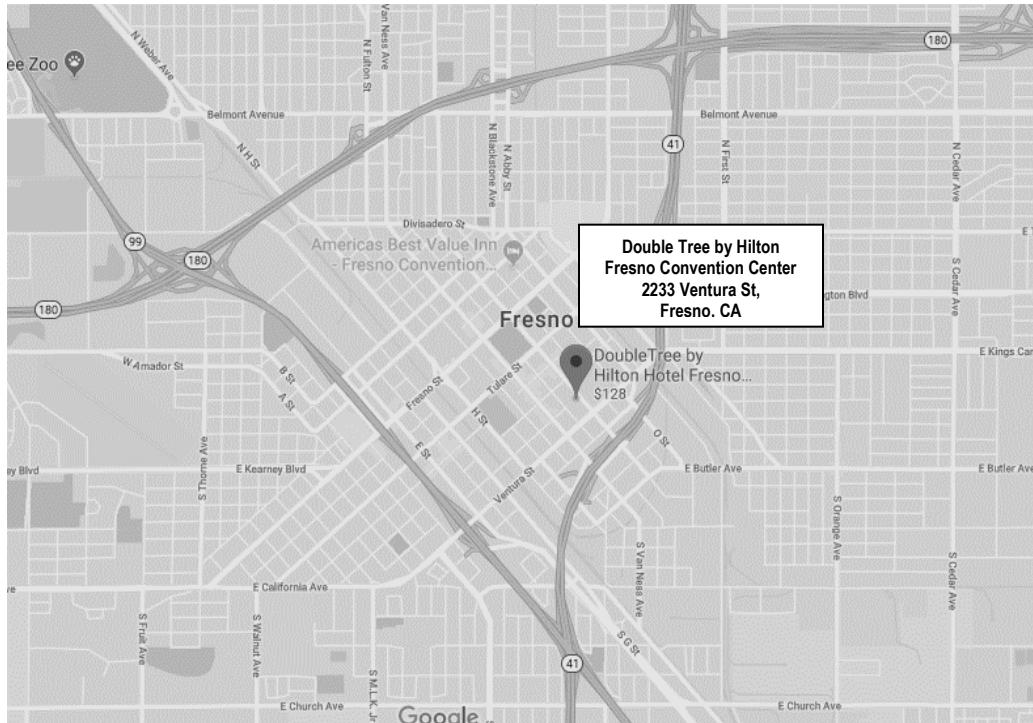 180
Van Ness Ave
N Weber Ave
N Fulton St
ee Zoo
Belmont Avenue
Belmont Avenue
N Blackstone Ave
N Abby St
41
N First St
N Cedar Ave
N H St
Divisadero St
99
180
Americas Best Value Inn
- Fresno Convention...
Double Tree by Hilton
Fresno Convention Center
2233 Ventura St,
Fresno. CA
S Cedar Ave
gton Blvd
180
Fresno
W Amador St
B St
A St
Fresno St
Tulare St
H St
DoubleTree by
Hilton Hotel Fresno...
$128
E Kings Can
E St
O St
ey Blvd
S Thorne Ave
E Kearney Blvd
Ventura St
E Butler Ave
E Butler Ave
S Orange Ave
S Van Ness Ave
S Cedar Ave
ve
E California Ave
S Fruit Ave
S Walnut Ave
S G St
41
S M.L.K. Jr
E Church Ave
E Church Ave
Google